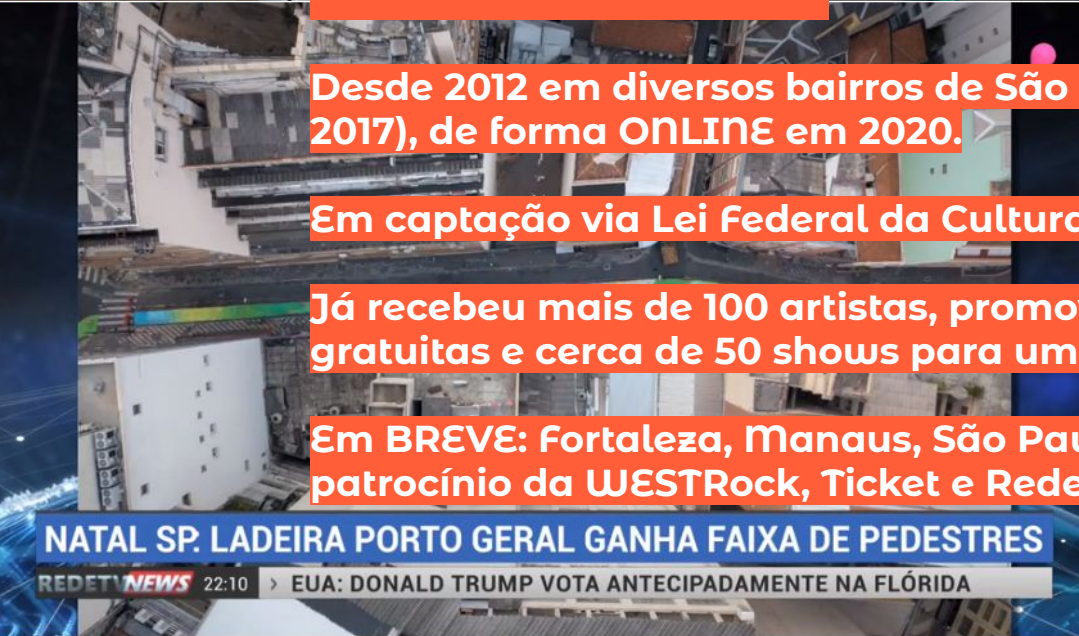 Desde 2012 em diversos bairros de São
2017), de forma ONLINE em 2020.
Em captação via Lei Federal da Cultura
Já recebeu mais de 100 artistas, promo
gratuitas e cerca de 50 shows para um
Em BREVE: Fortaleza, Manaus, São Pau
patrocínio da WESTRock, Ticket e Rede
NATAL SP: LADEIRA PORTO GERAL GANHA FAIXA DE PEDESTRES
REDETVNEWS 22:10 > EUA: DONALD TRUMP VOTA ANTECIPADAMENTE NA FLÓRIDA